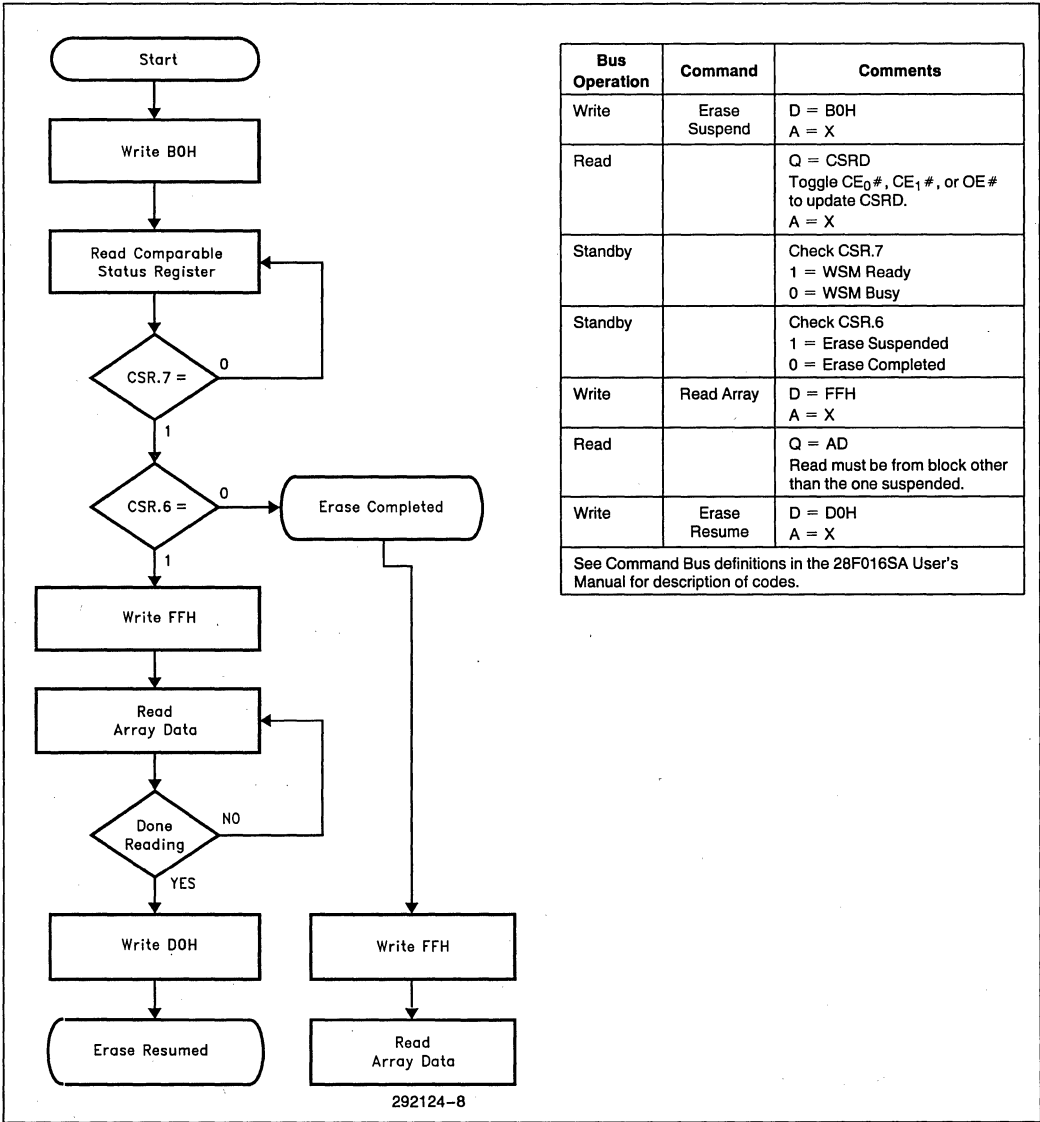 Start
Write B0H
Read Comparable
Status Register
CSR.7 =
0
1
CSR.6 =
0
Erase Completed
1
Write FFH
Read
Array Data
Done
Reading
NO
YES
Write D0H
Write FFH
Erase Resumed
Read
Array Data
292124-8
Bus
Operation
Command
Comments
Write
Erase
Suspend
D = B0H
A = X
Read
Q = CSRD
Toggle CE0#, CE1#, or OE#
to update CSRD.
A = X
Standby
Check CSR.7
1 = WSM Ready
0 = WSM Busy
Standby
Check CSR.6
1 = Erase Suspended
0 = Erase Completed
Write
Read Array
D = FFH
A = X
Read
Q = AD
Read must be from block other
than the one suspended.
Write
Erase
Resume
D = D0H
A = X
See Command Bus definitions in the 28F016SA User's
Manual for description of codes.